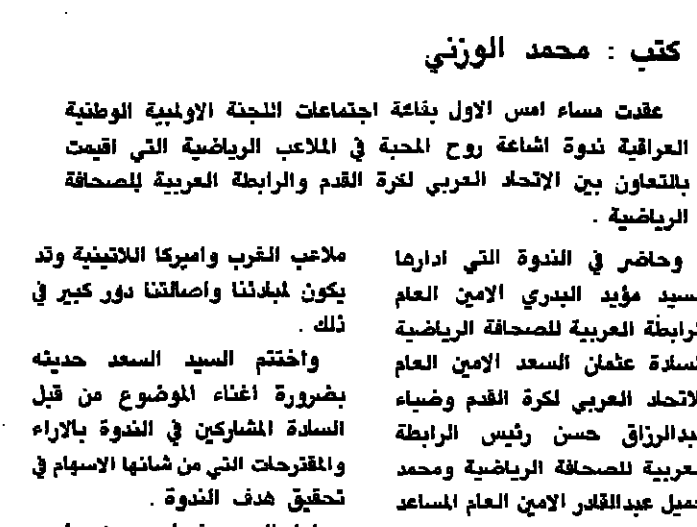 كتب : محمد الوزني
عقدت مساء امس الاول بقاعة اجتماعات اللجنة الاولمبية الوطنية
العراقية ندوة اشاعة روح المحبة في الملاعب الرياضية التي اقيمت
بالتعاون بين الاتحاد العربي لكرة القدم والرابطة العربية للصحافة
الرياضية .
وحاضر في الندوة التي ادارها
سيد مؤيد البدري الامين العام
لرابطة العربية للصحافة الرياضية
لسادة عثمان السعد الامين العام
لاتحاد العربي لكرة القدم وضياء
بدالرزاق حسن رئيس الرابطة
لعربية للصحافة الرياضية ومحمد
ميل عبدالقادر الامين العام المساعد
ملاعب الغرب واميركا اللاتينية وقد
يكون لمبادئنا واصالتنا دور كبير في
ذلك .
واختتم السيد السعد حديثه
بضرورة اغناء الموضوع من قبل
السادة المشاركين في الندوة بالاراء
والمقترحات التي من شانها الاسهام في
تحقيق هدف الندوة .